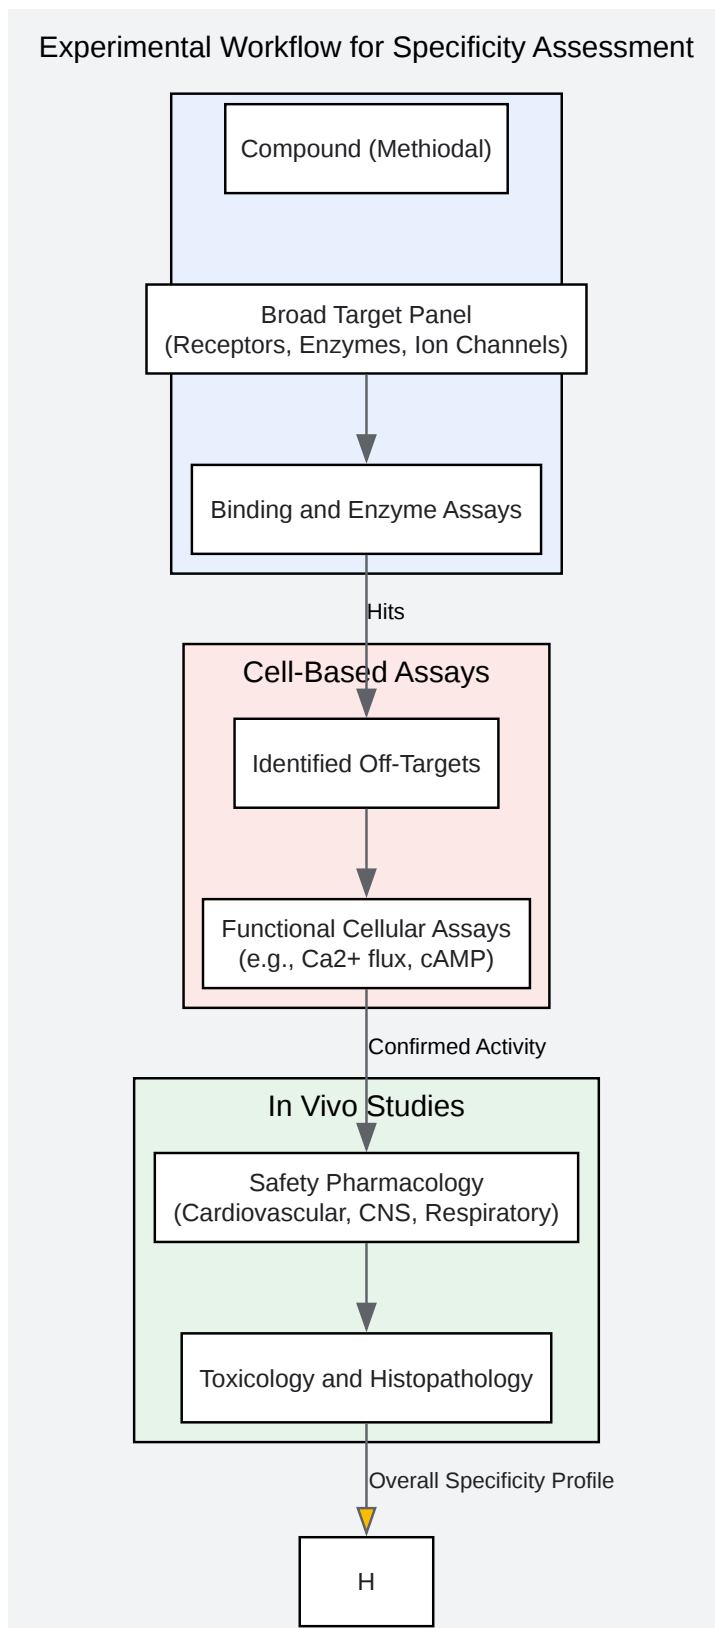 Experimental Workflow for Specificity Assessment
Compound (Methiodal)
Broad Target Panel
(Receptors, Enzymes, Ion Channels)
Binding and Enzyme Assays
Hits
Cell-Based Assays
Identified Off-Targets
Functional Cellular Assays
(e.g., Ca2+ flux, cAMP)
Confirmed Activity
In Vivo Studies
Safety Pharmacology
(Cardiovascular, CNS, Respiratory)
Toxicology and Histopathology
Overall Specificity Profile
H